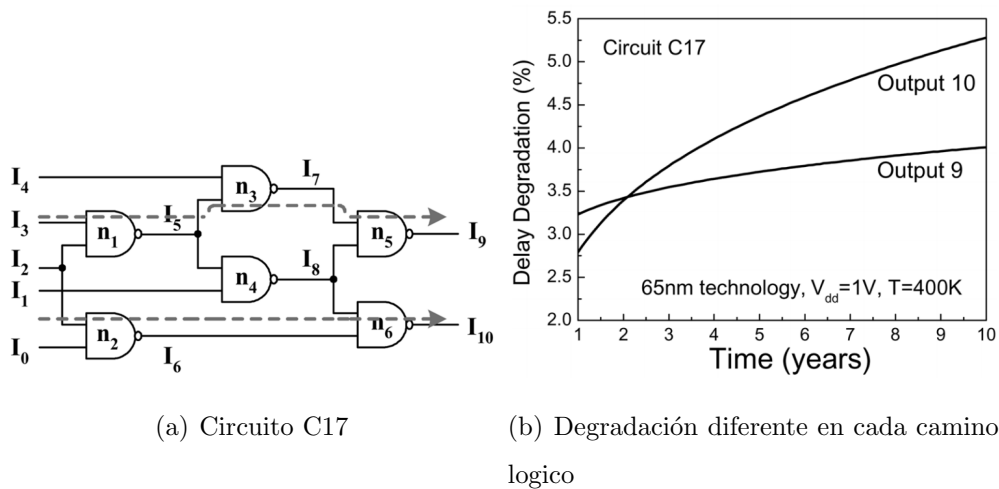 I4
I3
I2
I1
I0
n1
n2
I5
I6
n3
n4
I7
I8
n5
n6
I9
I10
(a) Circuito C17
Delay Degradation (%)
5.5
5.0
4.5
4.0
3.5
3.0
2.5
2.0
Circuit C17
Output 10
Output 9
65nm technology, Vdd=1V, T=400K
1 2 3 4 5 6 7 8 9 10
Time (years)
(b) Degradación diferente en cada camino
logico